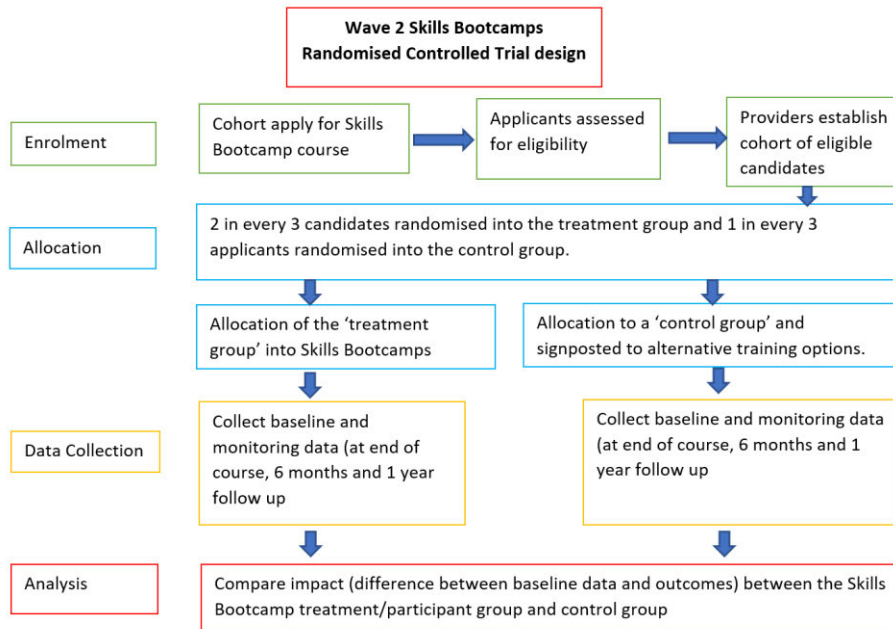 Wave 2 Skills Bootcamps
Randomised Controlled Trial design
Enrolment
Cohort apply for Skills
Bootcamp course
Applicants assessed
for eligibility
Providers establish
cohort of eligible
candidates
Allocation
2 in every 3 candidates randomised into the treatment group and 1 in every 3
applicants randomised into the control group.
Allocation of the ‘treatment
group’ into Skills Bootcamps
Allocation to a ‘control group’ and
signposted to alternative training options.
Data Collection
Collect baseline and
monitoring data (at end of
course, 6 months and 1 year
follow up
Collect baseline and monitoring data
(at end of course, 6 months and 1
year follow up
Analysis
Compare impact (difference between baseline data and outcomes) between the Skills
Bootcamp treatment/participant group and control group